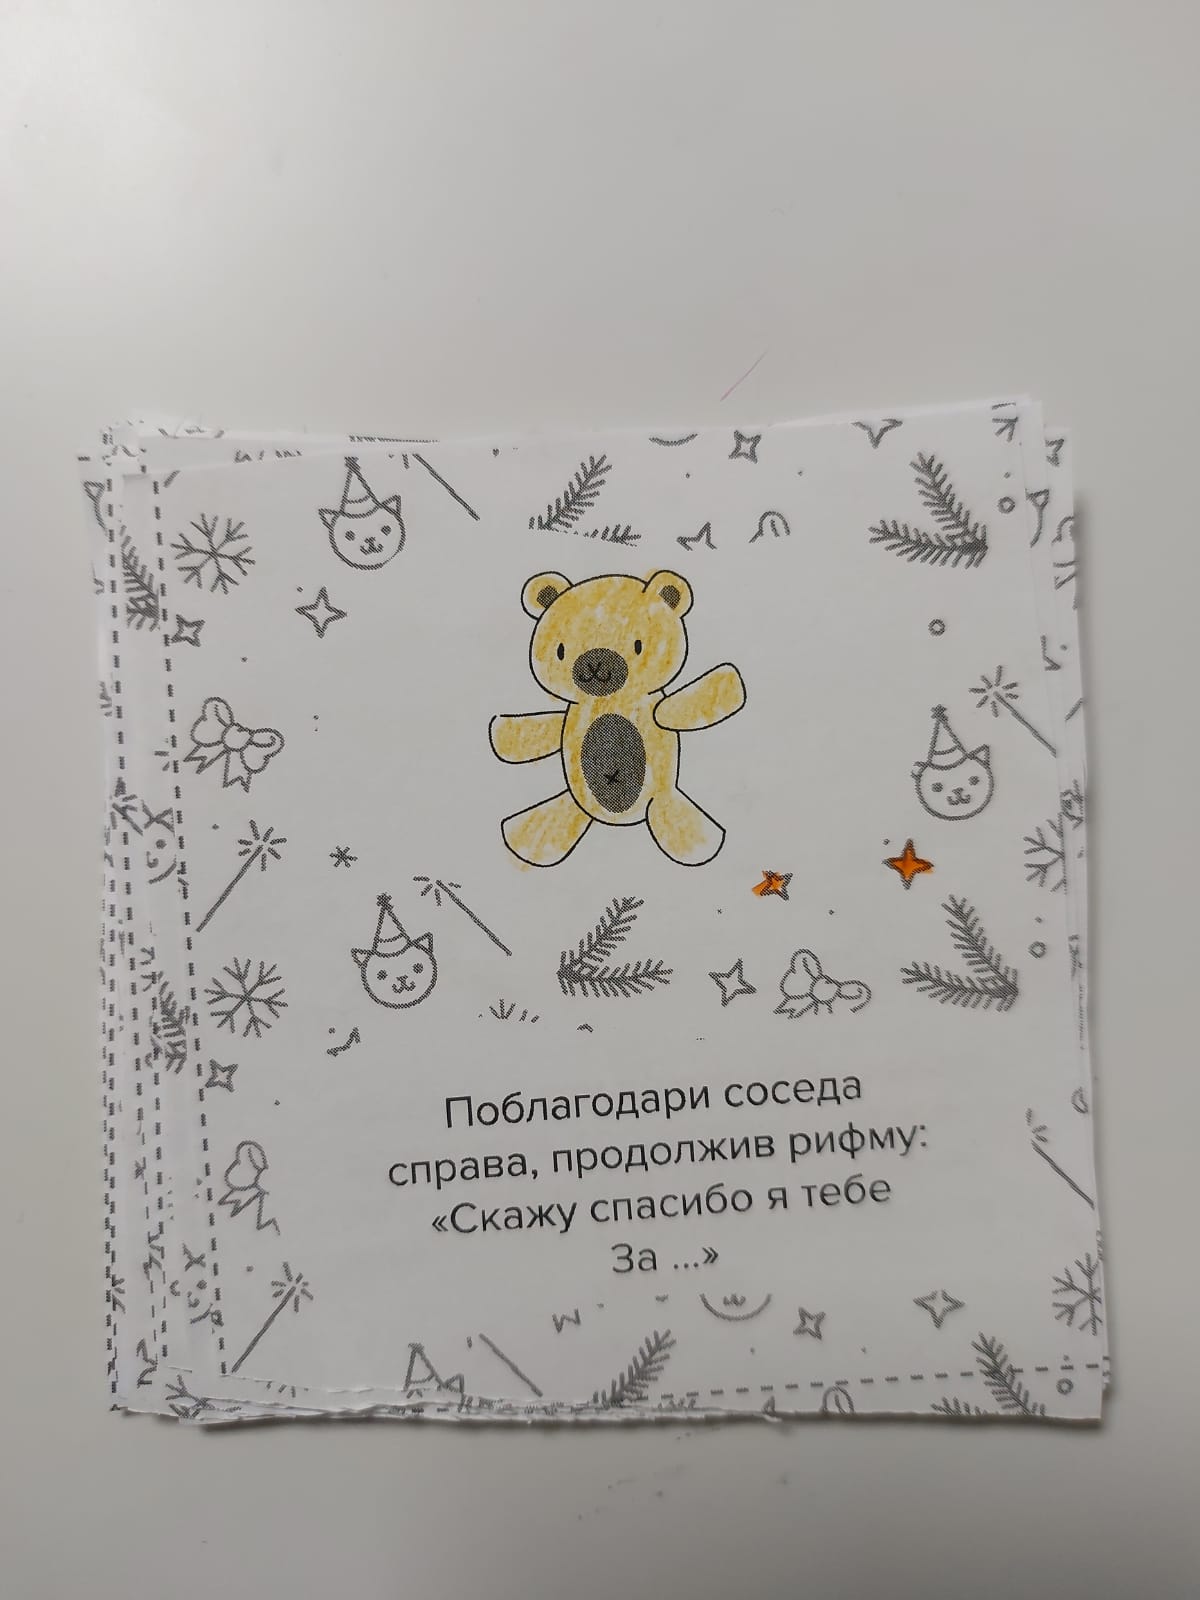 Поблагодари соседа
справа, продолжив рифму:
«Скажу спасибо я тебе
За ...»